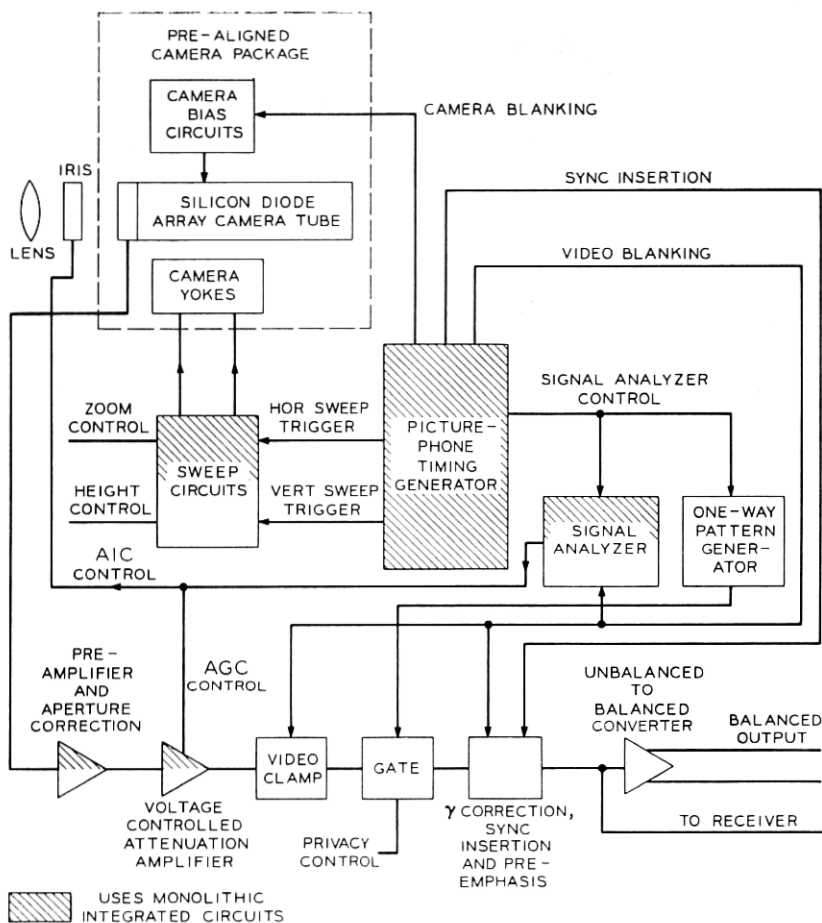 PRE-ALIGNED
CAMERA PACKAGE
CAMERA
BIAS
CIRCUITS
CAMERA BLANKING
IRIS
SYNC INSERTION
SILICON DIODE
ARRAY CAMERA TUBE
LENS
VIDEO BLANKING
CAMERA
YOKES
SIGNAL ANALYZER
CONTROL
ZOOM
CONTROL
HOR SWEEP
TRIGGER
PICTURE-
PHONE
TIMING
GENERATOR
SWEEP
CIRCUITS
HEIGHT
CONTROL
VERT SWEEP
TRIGGER
SIGNAL
ANALYZER
ONE-WAY
PATTERN
GENER-
ATOR
AIC
CONTROL
PRE-
AMPLIFIER
AND
APERTURE
CORRECTION
AGC
CONTROL
UNBALANCED
TO
BALANCED
CONVERTER
BALANCED
OUTPUT
VIDEO
CLAMP
GATE
VOLTAGE
CONTROLLED
ATTENUATION
AMPLIFIER
PRIVACY
CONTROL
γ CORRECTION,
SYNC
INSERTION
AND PRE-
EMPHASIS
TO RECEIVER
USES MONOLITHIC
INTEGRATED CIRCUITS